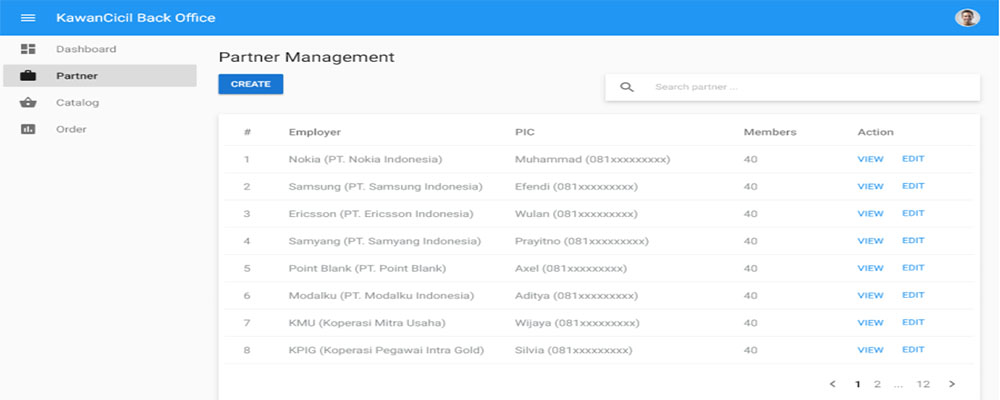 KawanCicil Back Office
Dashboard
Partner
Catalog
Order
Partner Management
CREATE
Search partner ...
# Employer PIC Members Action
1 Nokia (PT. Nokia Indonesia) Muhammad (081xxxxxxxxx) 40 VIEW EDIT
2 Samsung (PT. Samsung Indonesia) Efendi (081xxxxxxxxx) 40 VIEW EDIT
3 Ericsson (PT. Ericsson Indonesia) Wulan (081xxxxxxxxx) 40 VIEW EDIT
4 Samyang (PT. Samyang Indonesia) Prayitno (081xxxxxxxxx) 40 VIEW EDIT
5 Point Blank (PT. Point Blank) Axel (081xxxxxxxxx) 40 VIEW EDIT
6 Modalku (PT. Modalku Indonesia) Aditya (081xxxxxxxxx) 40 VIEW EDIT
7 KMU (Koperasi Mitra Usaha) Wijaya (081xxxxxxxxx) 40 VIEW EDIT
8 KPIG (Koperasi Pegawai Intra Gold) Silvia (081xxxxxxxxx) 40 VIEW EDIT
< 1 2 ... 12 >